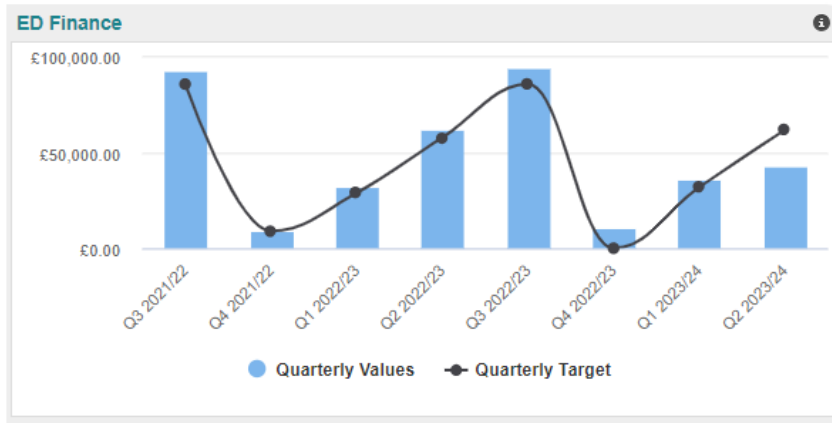 ED Finance
£100,000.00
£50,000.00
£0.00
Q3 2021/22
Q4 2021/22
Q1 2022/23
Q2 2022/23
Q3 2022/23
Q4 2022/23
Q1 2023/24
Q2 2023/24
Quarterly Values
Quarterly Target